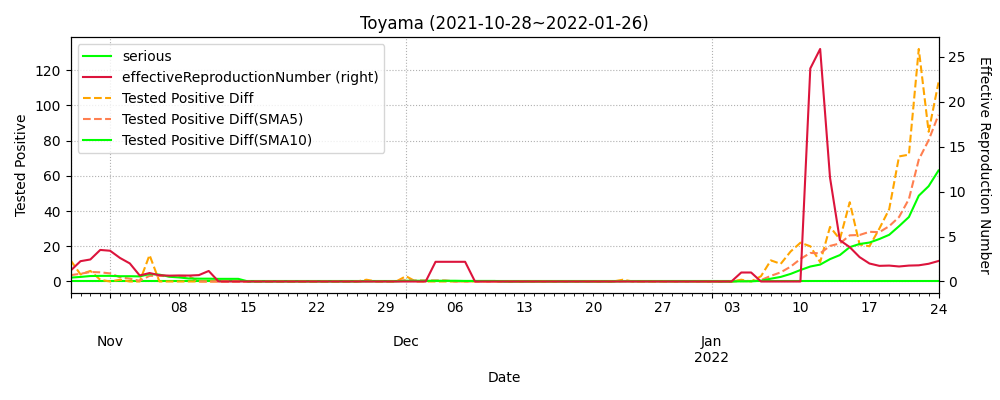 Toyama (2021-10-28~2022-01-26)
serious
effectiveReproductionNumber (right)
Tested Positive Diff
Tested Positive Diff(SMA5)
Tested Positive Diff(SMA10)
Tested Positive
120
100
80
60
40
20
0
Effective Reproduction Number
25
20
15
10
5
0
08 15 22 29 06 13 20 27 03 10 17 24
Nov Dec Jan
2022
Date